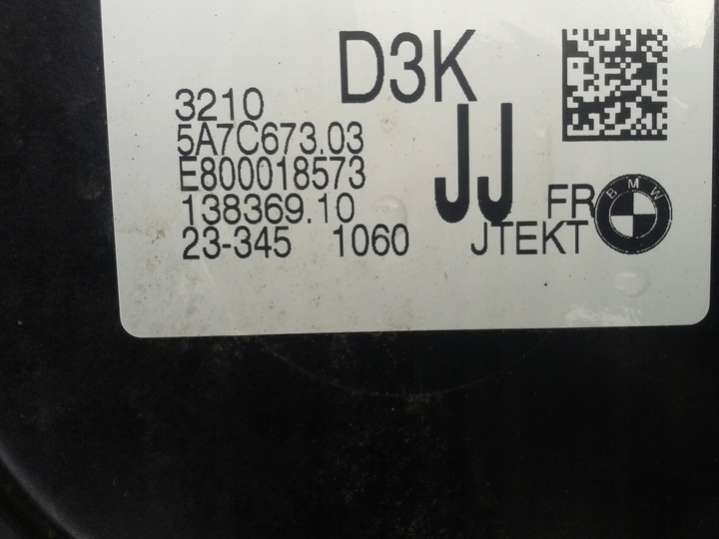 D3K
3210
5A7C673.03
E800018573
138369.10
JJ FR
BMW
23-345 1060 JTEKT